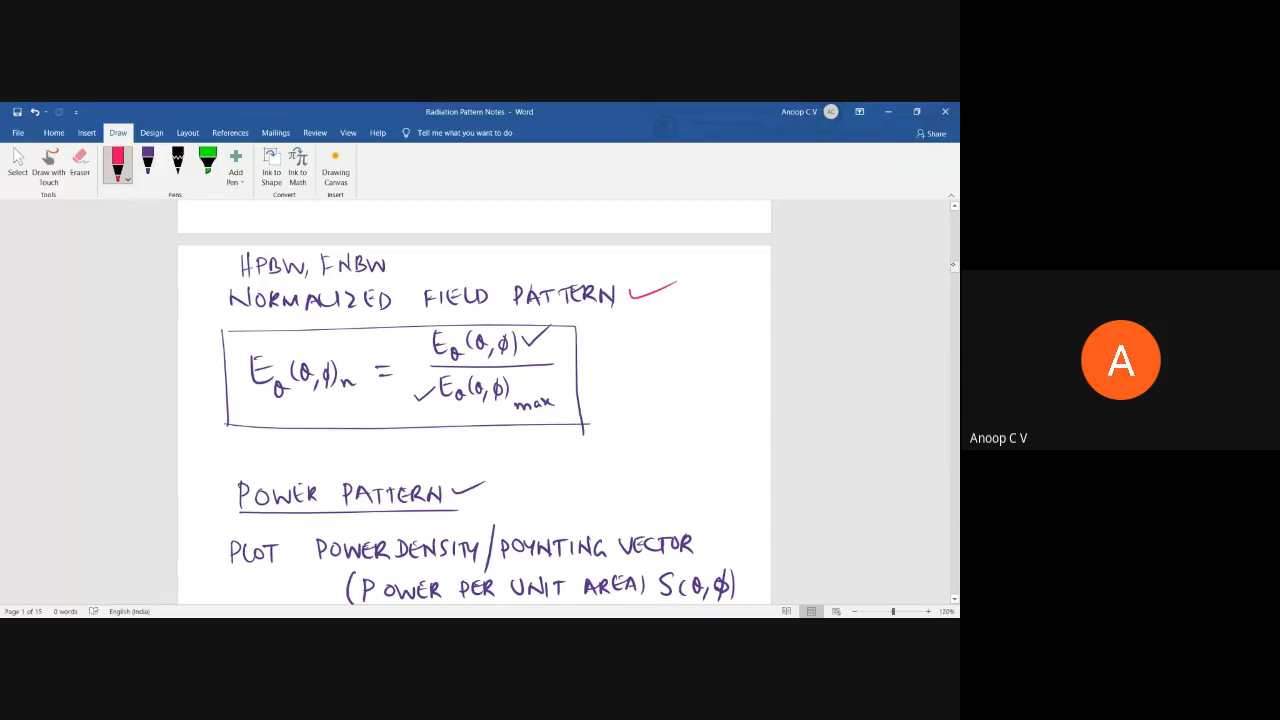 Radiation Pattern Notes - Word
Anoop C V
AC
File Home Insert Draw Design Layout References Mailings Review View Help Tell me what you want to do
Share
Select Draw with Touch Eraser Add Pen Ink to Shape Ink to Math Drawing Canvas
Tools Pens Convert Insert
HPBW, FNBW
NORMALIZED FIELD PATTERN ✓
Eθ(θ,ϕ)n = Eθ(θ,ϕ) ✓
✓ Eθ(θ,ϕ) max
POWER PATTERN ✓
PLOT POWER DENSITY/POYNTING VECTOR
(POWER PER UNIT AREA) S(θ,ϕ)
Page 1 of 15 0 words English (India) 120%
A
Anoop C V